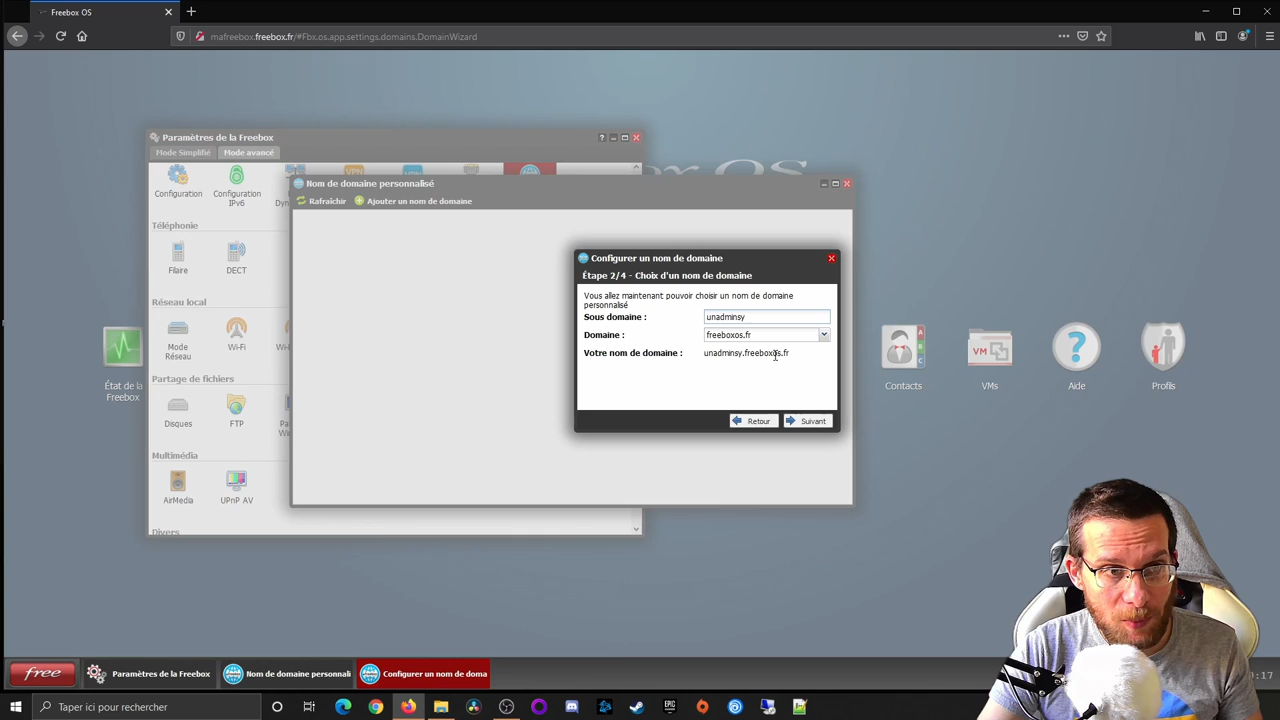 Freebox OS
mafreebox.freebox.fr/#Fbx.os.app.settings.domains.DomainWizard
Paramètres de la Freebox
Mode Simplifié
Mode avancé
Configuration
Configuration
IPv6
Téléphonie
Filaire
DECT
Réseau local
Mode
Réseau
Wi-Fi
Partage de fichiers
Disques
FTP
Multimédia
AirMedia
UPnP AV
Divers
Nom de domaine personnalisé
Rafraîchir
Ajouter un nom de domaine
Configurer un nom de domaine
Étape 2/4 - Choix d'un nom de domaine
Vous allez maintenant pouvoir choisir un nom de domaine
personnalisé
Sous domaine :
unadminsy
Domaine :
freeboxos.fr
Votre nom de domaine :
unadminsy.freeboxos.fr
Retour
Suivant
État de la
Freebox
Contacts
VM
VMs
Aide
Profils
free
Paramètres de la Freebox
Nom de domaine personnali
Configurer un nom de doma
Taper ici pour rechercher